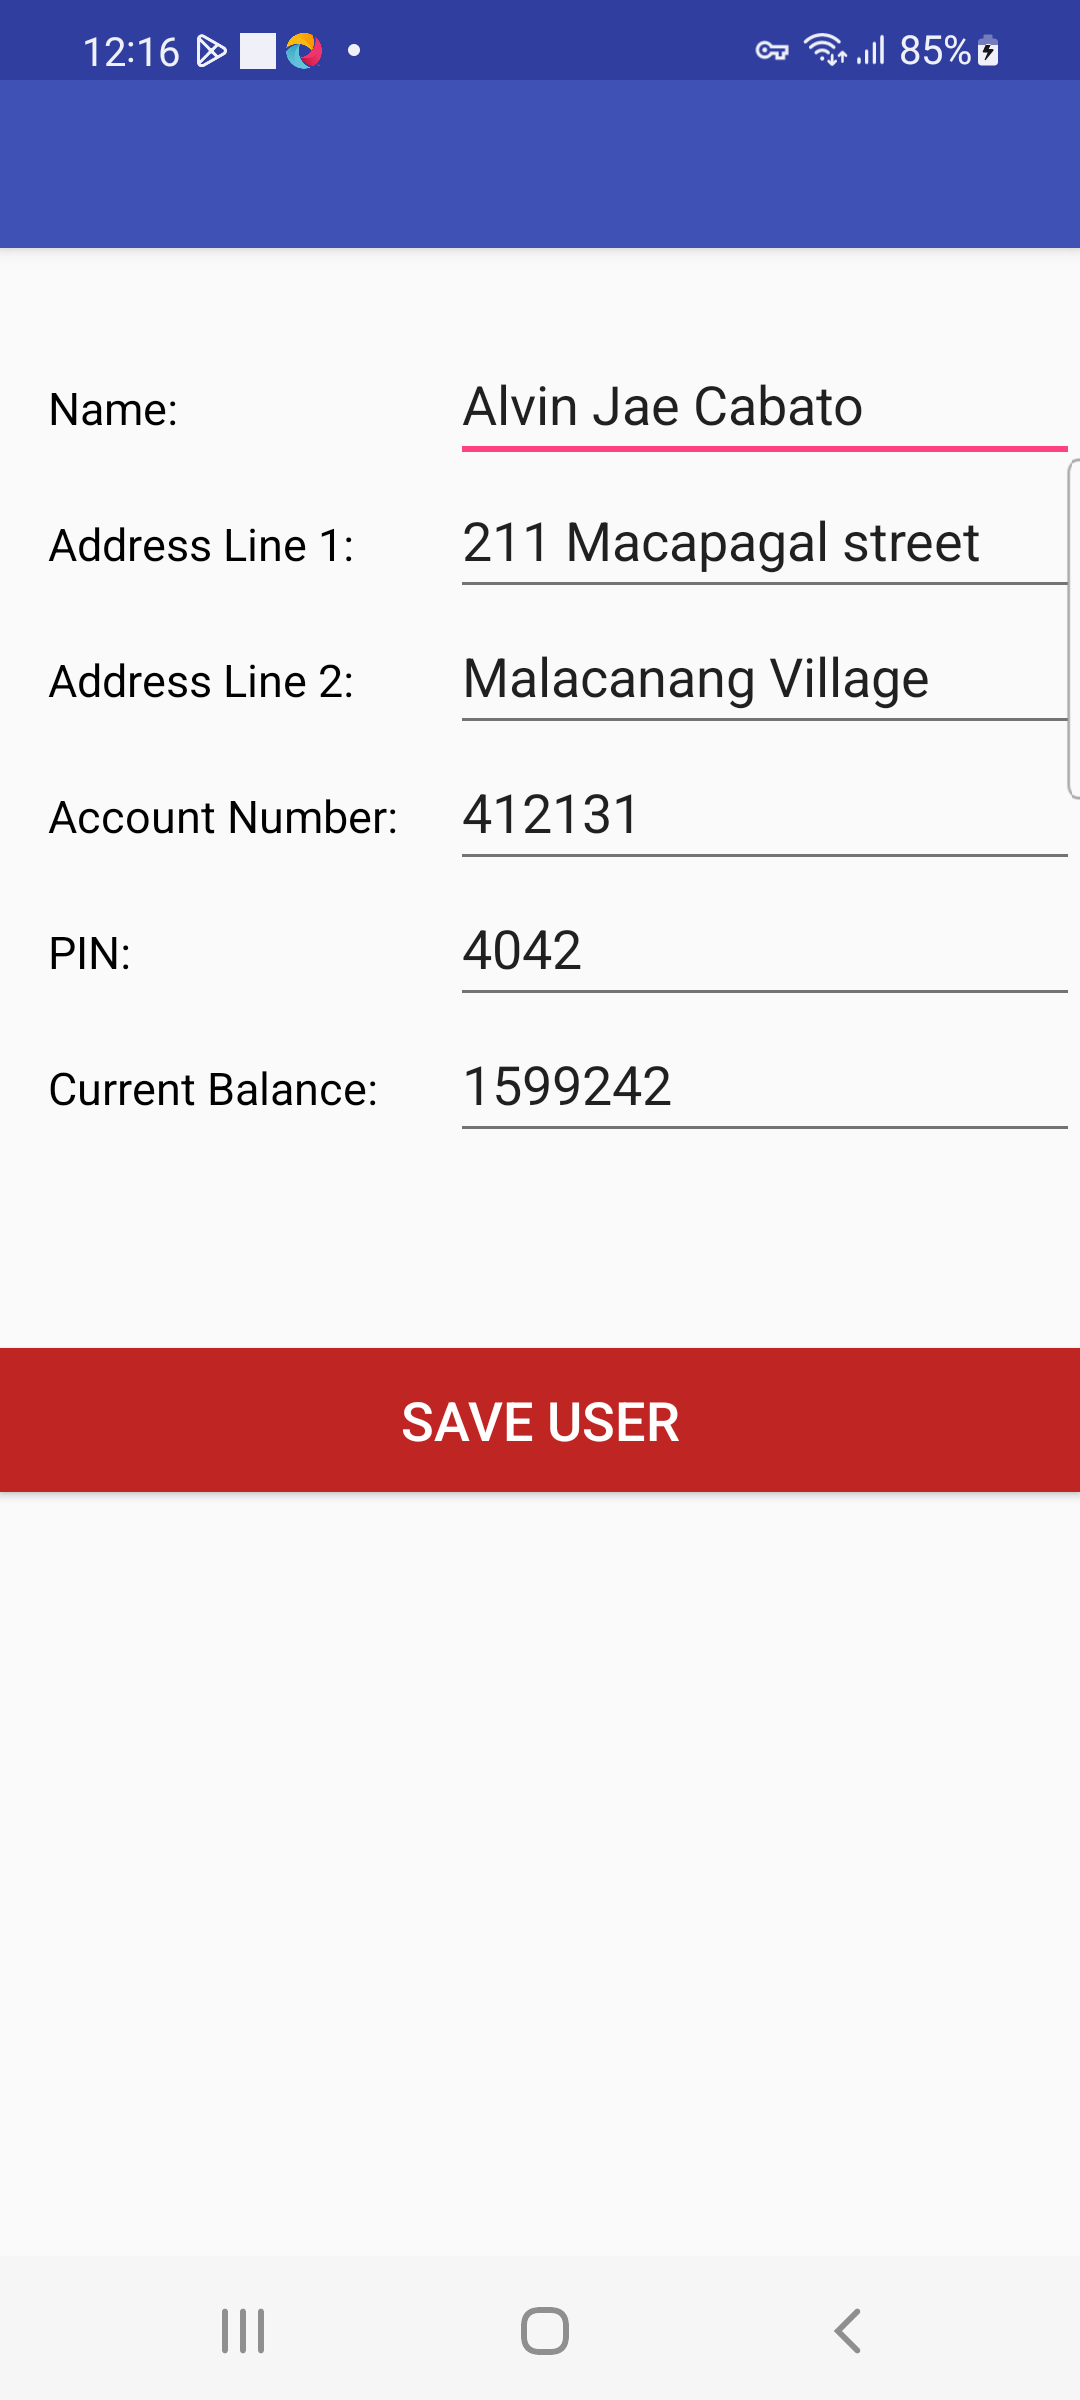 12:16 85%
Name: Alvin Jae Cabato
Address Line 1: 211 Macapagal street
Address Line 2: Malacanang Village
Account Number: 412131
PIN: 4042
Current Balance: 1599242
SAVE USER